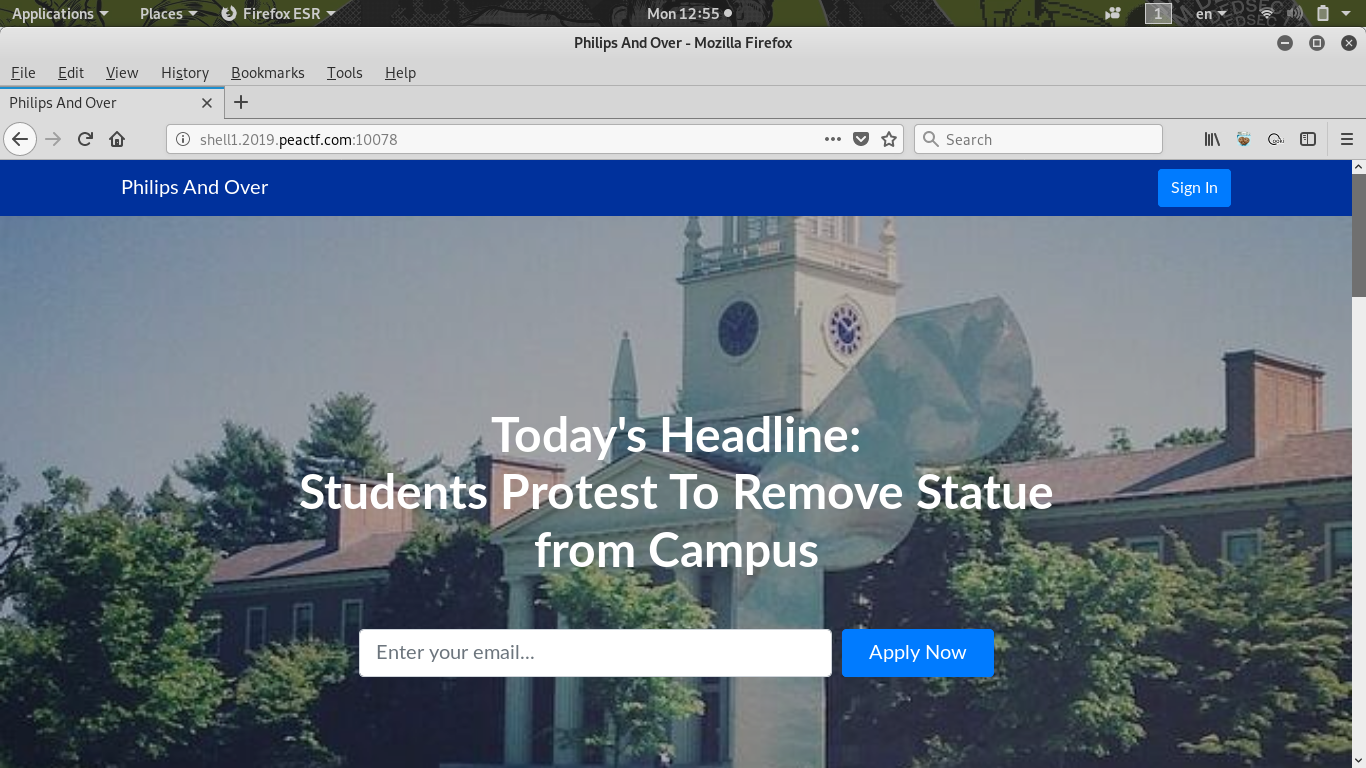 Applications Places Firefox ESR Mon 12:55 1 en
Philips And Over - Mozilla Firefox
File Edit View History Bookmarks Tools Help
Philips And Over
shell1.2019.peactf.com:10078 Search
Philips And Over Sign In
Today's Headline:
Students Protest To Remove Statue
from Campus
Enter your email... Apply Now